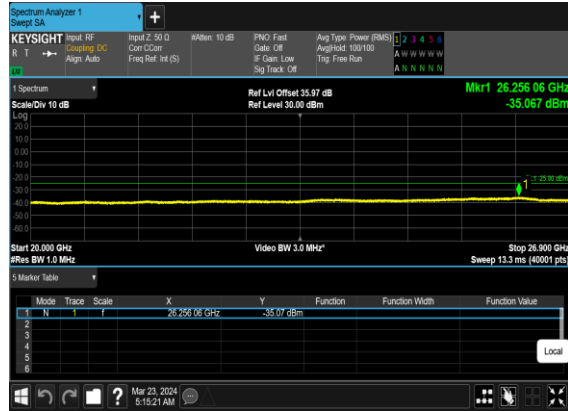 Spectrum Analyzer 1
Swept SA
+
KEYSIGHT
R T
LW
Input: RF
Coupling: DC
Align: Auto
Input Z: 50 Ω
Corr CCorr
Freq Ref: Int (S)
#Atten: 10 dB
PNO: Fast
Gate: Off
IF Gain: Low
Sig Track: Off
Avg Type: Power (RMS)
Avg|Hold: 100/100
Trig: Free Run
1 2 3 4 5 6
A W W W W W
A N N N N N
1 Spectrum
Scale/Div 10 dB
Ref Lvl Offset 35.97 dB
Ref Level 30.00 dBm
Mkr1 26.256 06 GHz
-35.067 dBm
Log
20.0
10.0
0.00
-10.0
-20.0
-30.0
-40.0
-50.0
-60.0
1
Start 20.000 GHz
#Res BW 1.0 MHz
Video BW 3.0 MHz*
Stop 26.900 GHz
Sweep 13.3 ms (40001 pts)
5 Marker Table
Mode Trace Scale X Y Function Function Width Function Value
1 N 1 f 26.256 06 GHz -35.07 dBm
2
3
4
5
6
Local
?
Mar 23, 2024
5:15:21 AM